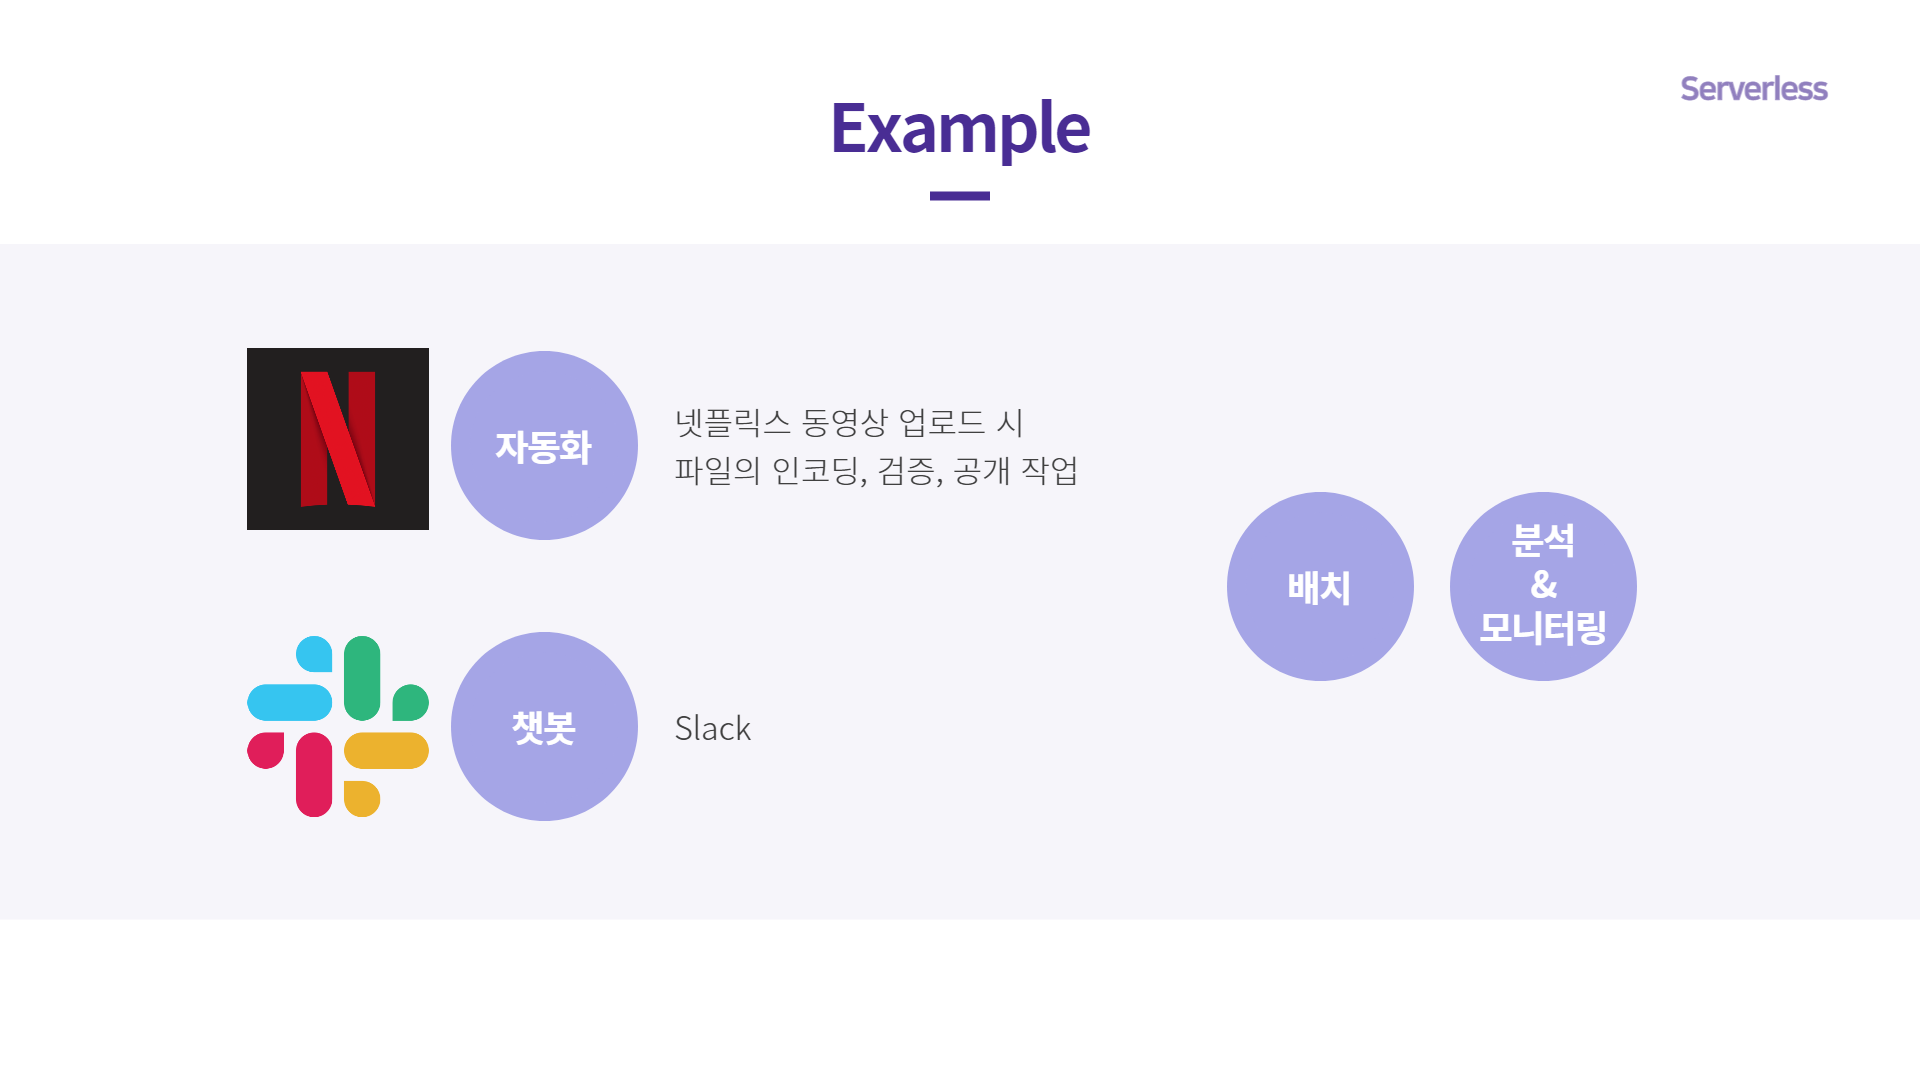 Serverless
Example
자동화
넷플릭스 동영상 업로드 시
파일의 인코딩, 검증, 공개 작업
챗봇
Slack
배치
분석
&
모니터링